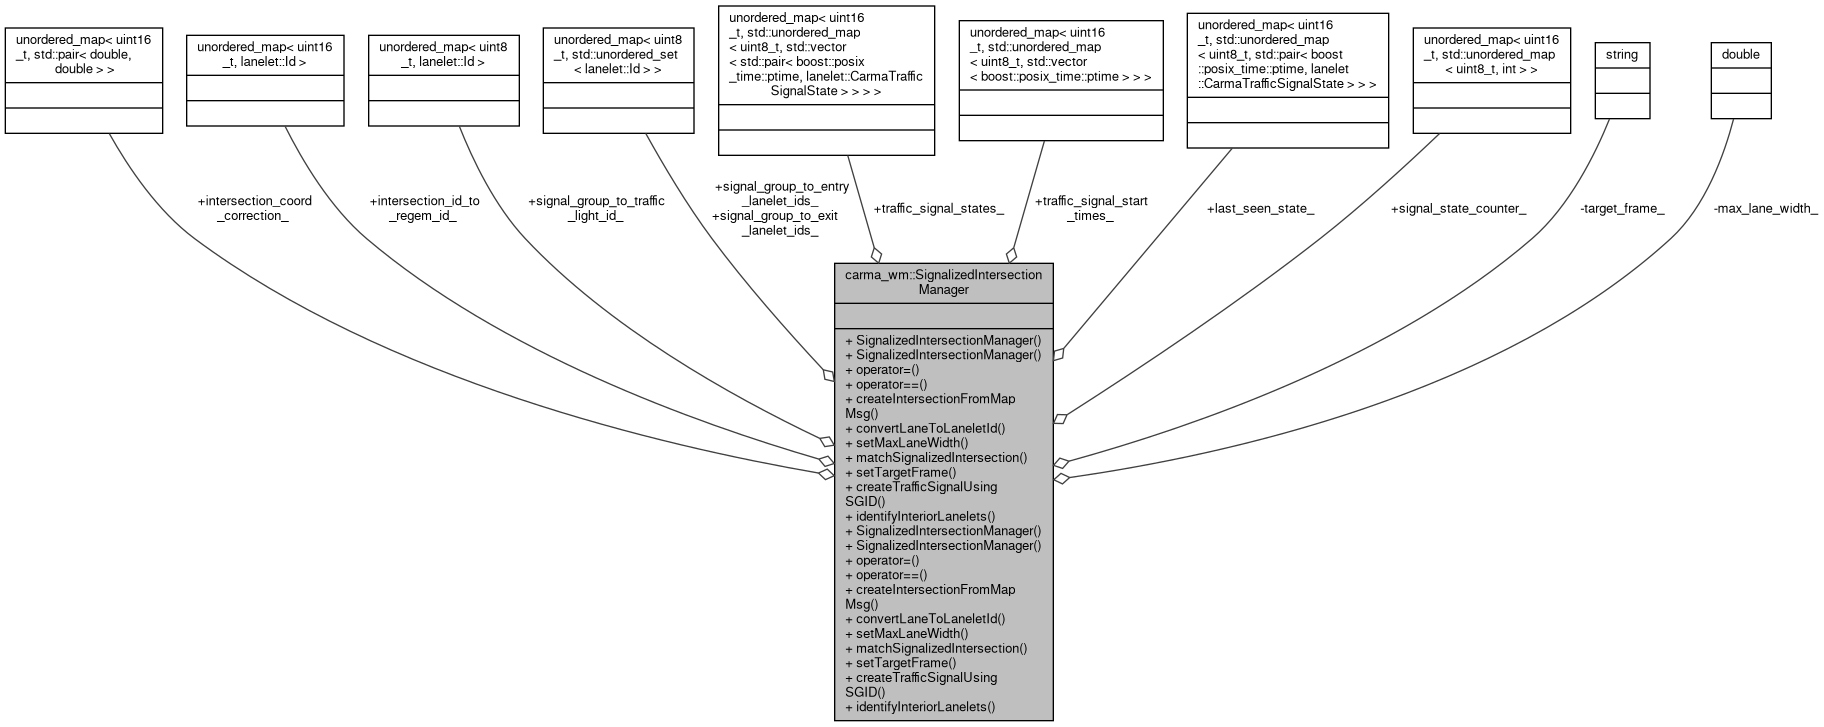 unordered_map< uint16
_t, std::pair< double,
double > >
unordered_map< uint16
_t, lanelet::Id >
unordered_map< uint8
_t, lanelet::Id >
unordered_map< uint8
_t, std::unordered_set
< lanelet::Id > >
unordered_map< uint16
_t, std::unordered_map
< uint8_t, std::vector
< std::pair< boost::posix
_time::ptime, lanelet::CarmaTraffic
SignalState > > > >
unordered_map< uint16
_t, std::unordered_map
< uint8_t, std::vector
< boost::posix_time::ptime > > >
unordered_map< uint16
_t, std::unordered_map
< uint8_t, std::pair< boost
::posix_time::ptime, lanelet
::CarmaTrafficSignalState > > >
unordered_map< uint16
_t, std::unordered_map
< uint8_t, int > >
string
double
+intersection_coord
_correction_
+intersection_id_to
_regem_id_
+signal_group_to_traffic
_light_id_
+signal_group_to_entry
_lanelet_ids_
+signal_group_to_exit
_lanelet_ids_
+traffic_signal_states_
+traffic_signal_start
_times_
+last_seen_state_
+signal_state_counter_
-target_frame_
-max_lane_width_
carma_wm::SignalizedIntersection
Manager
+ SignalizedIntersectionManager()
+ SignalizedIntersectionManager()
+ operator=()
+ operator==()
+ createIntersectionFromMap
Msg()
+ convertLaneToLaneletId()
+ setMaxLaneWidth()
+ matchSignalizedIntersection()
+ setTargetFrame()
+ createTrafficSignalUsing
SGID()
+ identifyInteriorLanelets()
+ SignalizedIntersectionManager()
+ SignalizedIntersectionManager()
+ operator=()
+ operator==()
+ createIntersectionFromMap
Msg()
+ convertLaneToLaneletId()
+ setMaxLaneWidth()
+ matchSignalizedIntersection()
+ setTargetFrame()
+ createTrafficSignalUsing
SGID()
+ identifyInteriorLanelets()